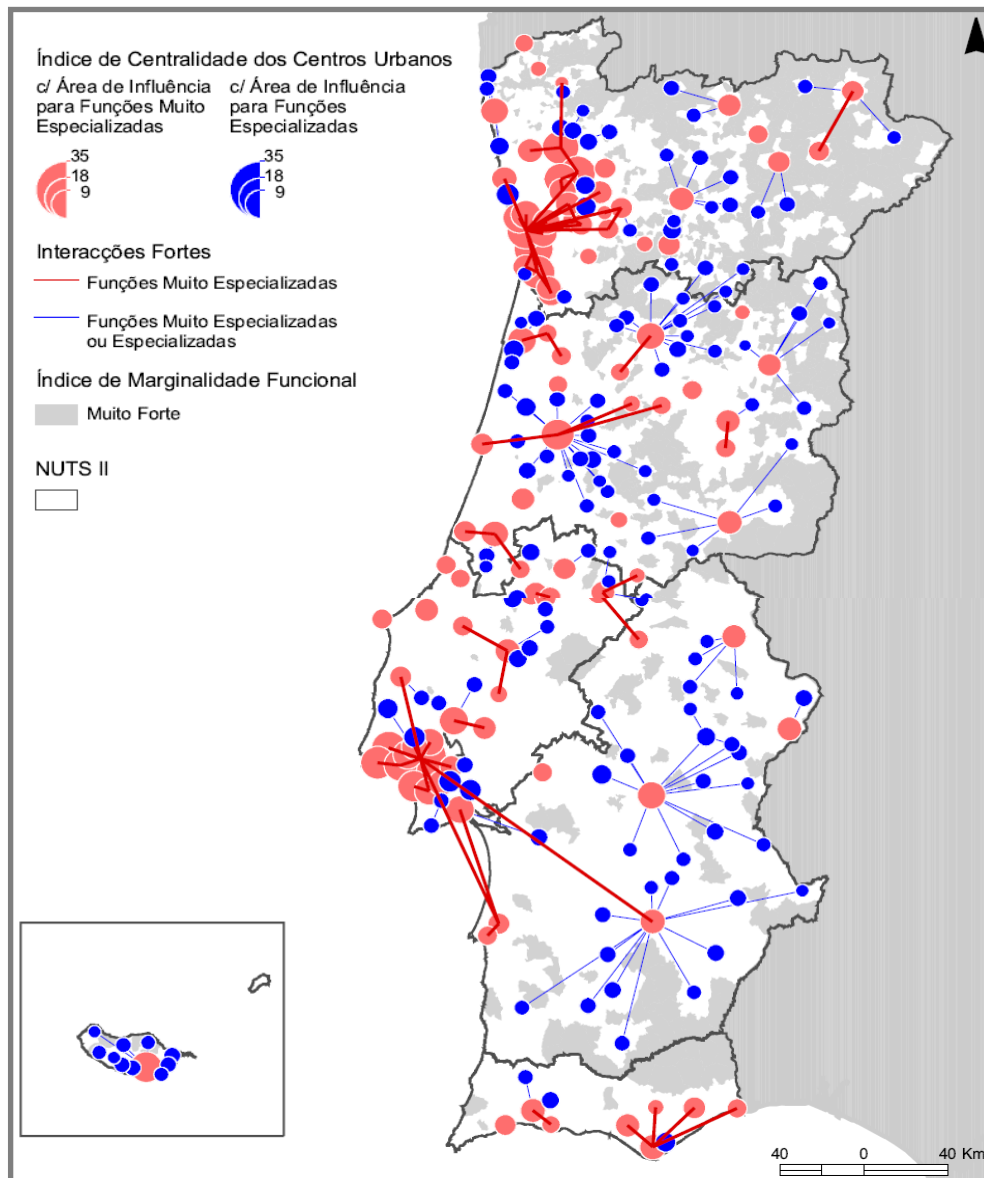 Índice de Centralidade dos Centros Urbanos
c/ Área de Influência
para Funções Muito
Especializadas
c/ Área de Influência
para Funções
Especializadas
35
18
9
35
18
9
Interacções Fortes
Funções Muito Especializadas
Funções Muito Especializadas
ou Especializadas
Índice de Marginalidade Funcional
Muito Forte
NUTS II
40 0 40 Km